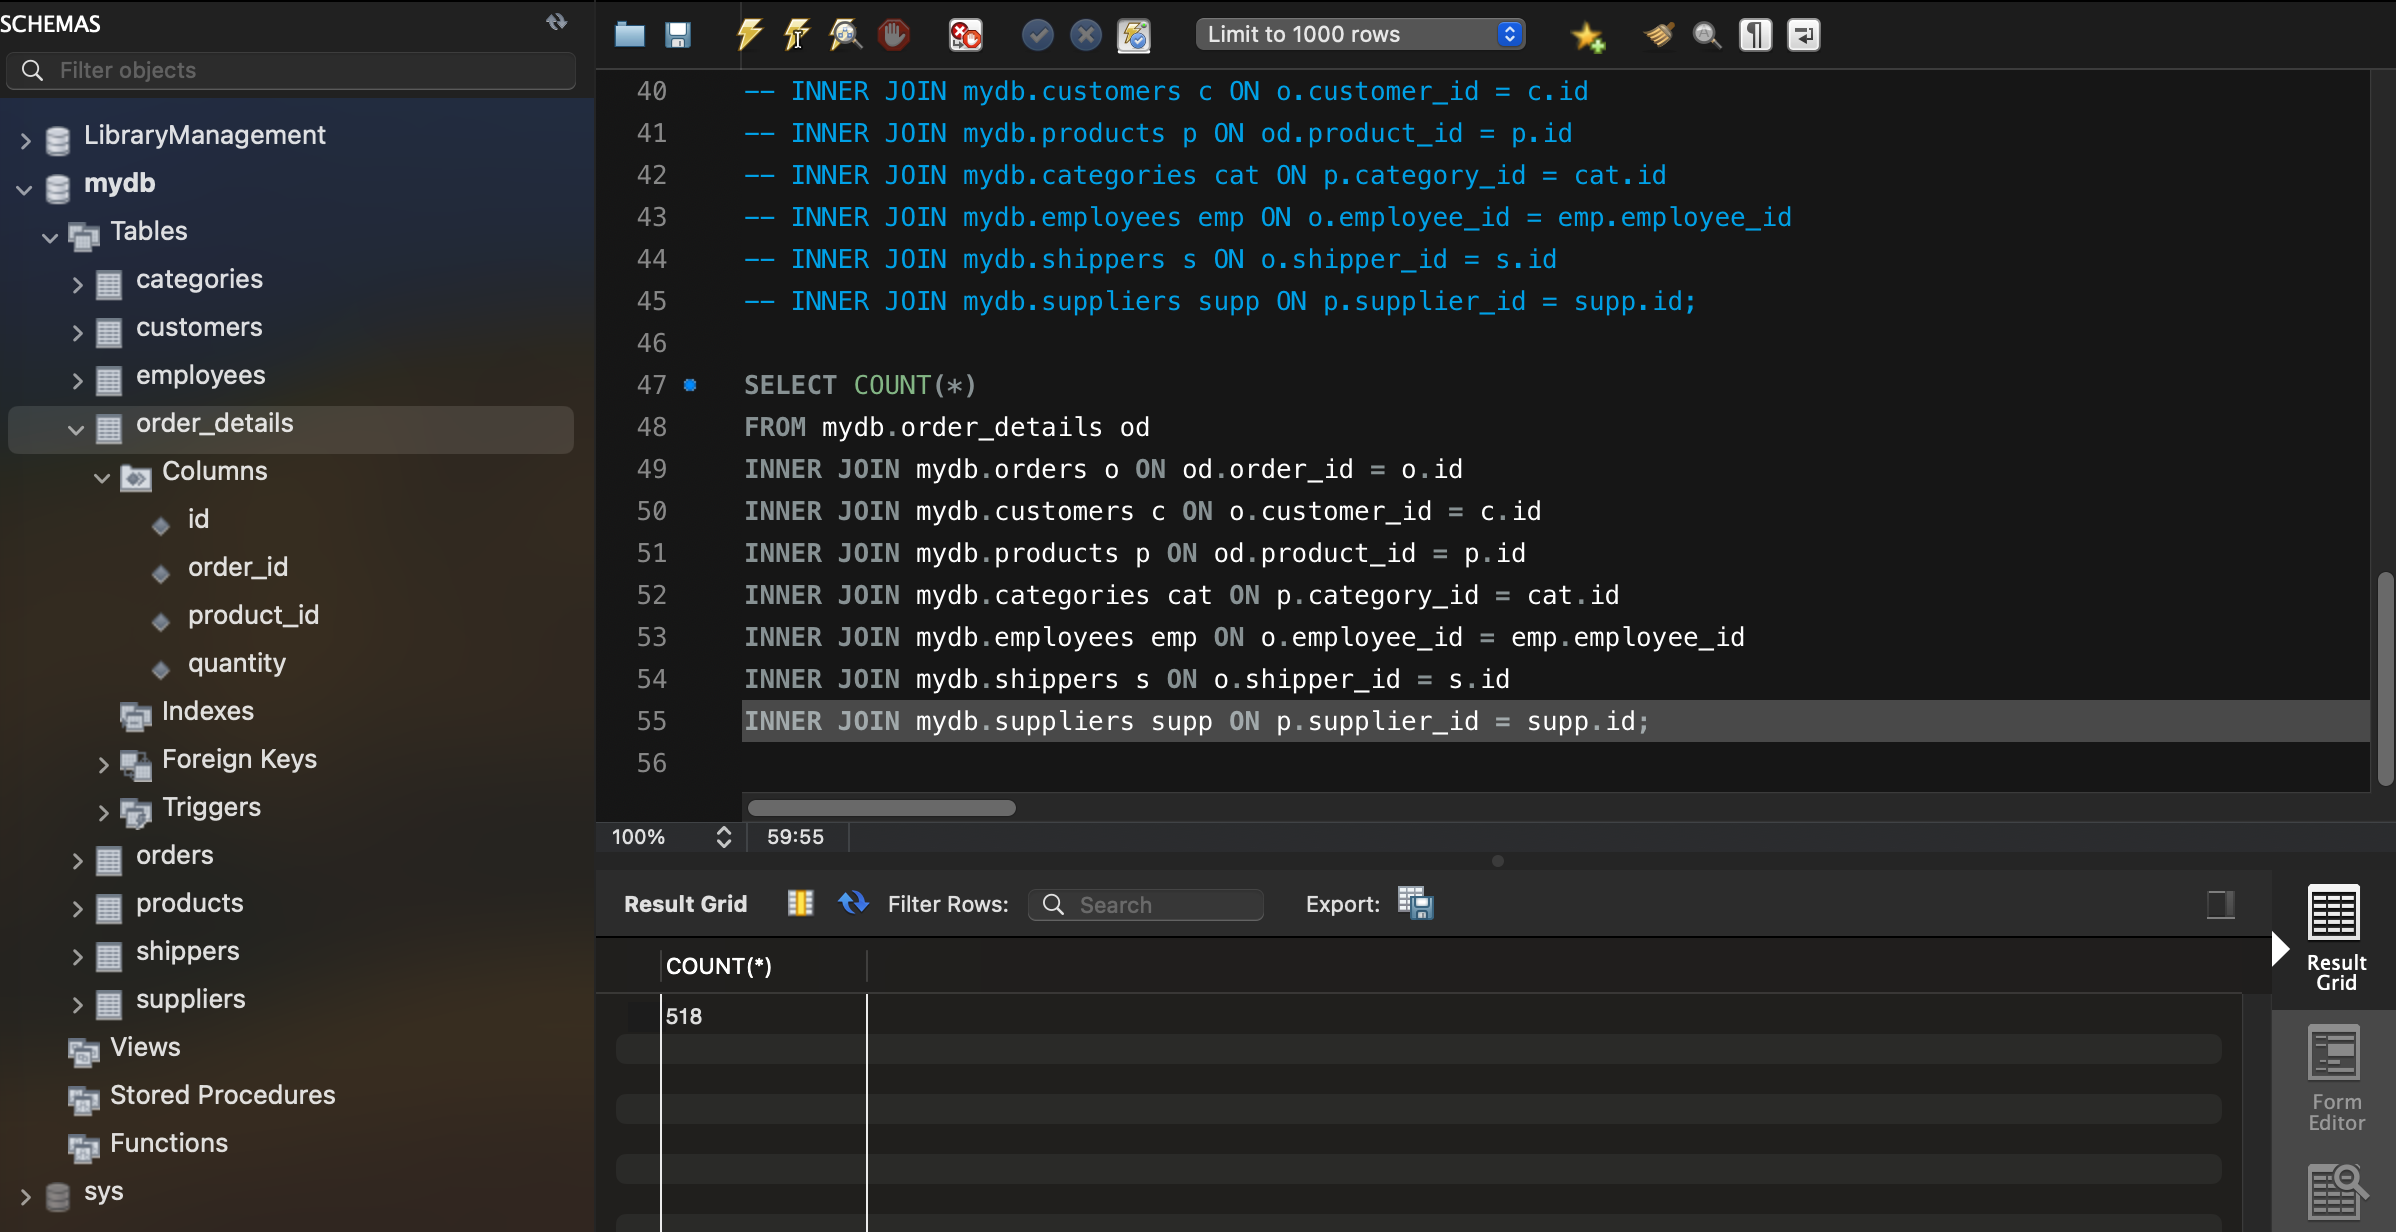 SCHEMAS
Filter objects
LibraryManagement
mydb
Tables
categories
customers
employees
order_details
Columns
id
order_id
product_id
quantity
Indexes
Foreign Keys
Triggers
orders
products
shippers
suppliers
Views
Stored Procedures
Functions
sys
Limit to 1000 rows
40 -- INNER JOIN mydb.customers c ON o.customer_id = c.id
41 -- INNER JOIN mydb.products p ON od.product_id = p.id
42 -- INNER JOIN mydb.categories cat ON p.category_id = cat.id
43 -- INNER JOIN mydb.employees emp ON o.employee_id = emp.employee_id
44 -- INNER JOIN mydb.shippers s ON o.shipper_id = s.id
45 -- INNER JOIN mydb.suppliers supp ON p.supplier_id = supp.id;
46
47 SELECT COUNT(*)
48 FROM mydb.order_details od
49 INNER JOIN mydb.orders o ON od.order_id = o.id
50 INNER JOIN mydb.customers c ON o.customer_id = c.id
51 INNER JOIN mydb.products p ON od.product_id = p.id
52 INNER JOIN mydb.categories cat ON p.category_id = cat.id
53 INNER JOIN mydb.employees emp ON o.employee_id = emp.employee_id
54 INNER JOIN mydb.shippers s ON o.shipper_id = s.id
55 INNER JOIN mydb.suppliers supp ON p.supplier_id = supp.id;
56
100% 59:55
Result Grid Filter Rows: Search Export:
COUNT(*)
518
Result
Grid
Form
Editor